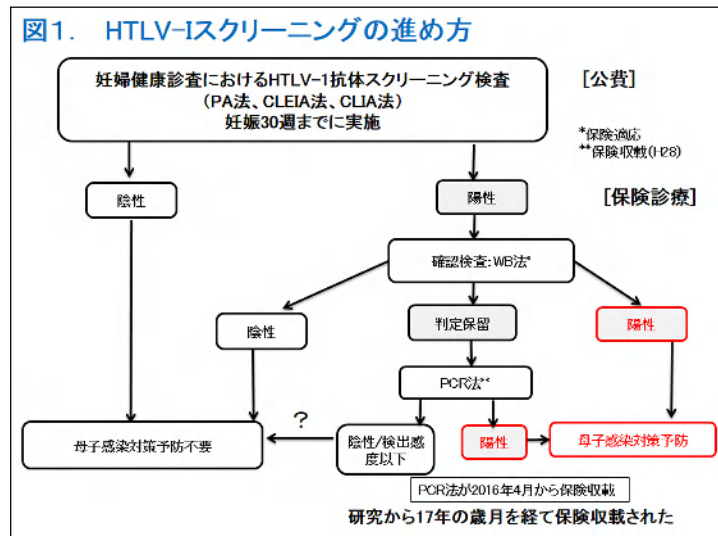 図1. HTLV-Iスクリーニングの進め方
妊婦健康診査におけるHTLV-1抗体スクリーニング検査
(PA法、CLEIA法、CLIA法)
妊娠30週までに実施
[公費]
*保険適応
**保険収載(H28)
陰性
陽性
[保険診療]
確認検査:WB法*
陰性
判定保留
陽性
PCR法**
?
母子感染対策予防不要
陰性/検出感
度以下
陽性
母子感染対策予防
PCR法が2016年4月から保険収載
研究から17年の歳月を経て保険収載された